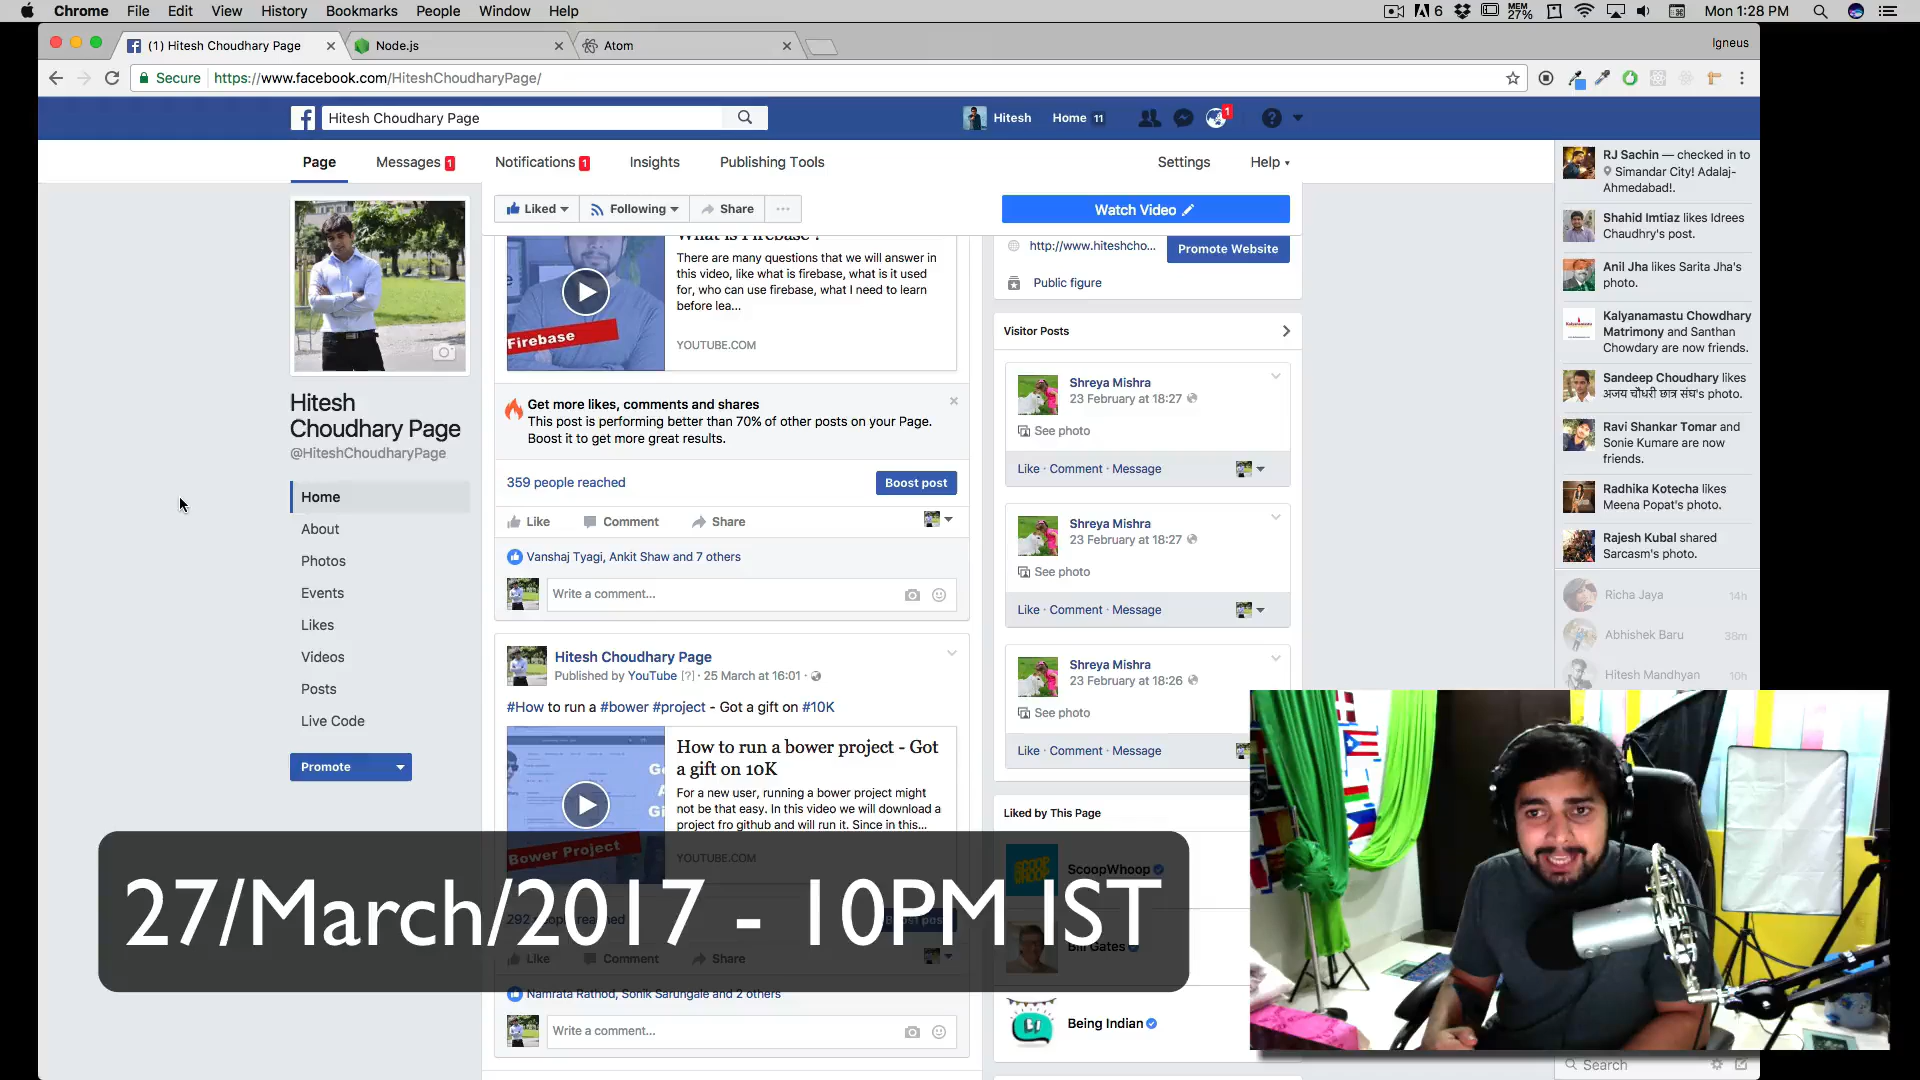 Chrome File Edit View History Bookmarks People Window Help
6 MEM 27% Mon 1:28 PM
(1) Hitesh Choudhary Page
Node.js
Atom
Igneus
Secure https://www.facebook.com/HiteshChoudharyPage/
Hitesh Choudhary Page
Hitesh Home 11
1
Page Messages 1 Notifications 1 Insights Publishing Tools Settings Help
Liked Following Share ...
Watch Video
Hitesh
Choudhary Page
@HiteshChoudharyPage
Home
About
Photos
Events
Likes
Videos
Posts
Live Code
Promote
What is Firebase ?
There are many questions that we will answer in
this video, like what is firebase, what is it used
for, who can use firebase, what I need to learn
before lea...
YOUTUBE.COM
Firebase
Get more likes, comments and shares
This post is performing better than 70% of other posts on your Page.
Boost it to get more great results.
359 people reached
Boost post
Like Comment Share
Vanshaj Tyagi, Ankit Shaw and 7 others
Write a comment...
Hitesh Choudhary Page
Published by YouTube [?] · 25 March at 16:01 ·
#How to run a #bower #project - Got a gift on #10K
How to run a bower project - Got
a gift on 10K
For a new user, running a bower project might
not be that easy. In this video we will download a
project fro github and will run it. Since in this...
YOUTUBE.COM
Bower Project
292 people reached
Boost post
Like Comment Share
Namrata Rathod, Sonik Sarungale and 2 others
Write a comment...
http://www.hiteshcho...
Promote Website
Public figure
Visitor Posts
Shreya Mishra
23 February at 18:27
See photo
Like · Comment · Message
Shreya Mishra
23 February at 18:27
See photo
Like · Comment · Message
Shreya Mishra
23 February at 18:26
See photo
Like · Comment · Message
Liked by This Page
ScoopWhoop
Bill Gates
Being Indian
RJ Sachin — checked in to
Simandar City! Adalaj-
Ahmedabad!.
Shahid Imtiaz likes Idrees
Chaudhry's post.
Anil Jha likes Sarita Jha's
photo.
Kalyanamastu Chowdhary
Matrimony and Santhan
Chowdary are now friends.
Sandeep Choudhary likes
अजय चौधरी छात्र संघ's photo.
Ravi Shankar Tomar and
Sonie Kumare are now
friends.
Radhika Kotecha likes
Meena Popat's photo.
Rajesh Kubal shared
Sarcasm's photo.
Richa Jaya 14h
Abhishek Baru 38m
Hitesh Mandhyan 10h
Search
27/March/2017 - 10PM IST